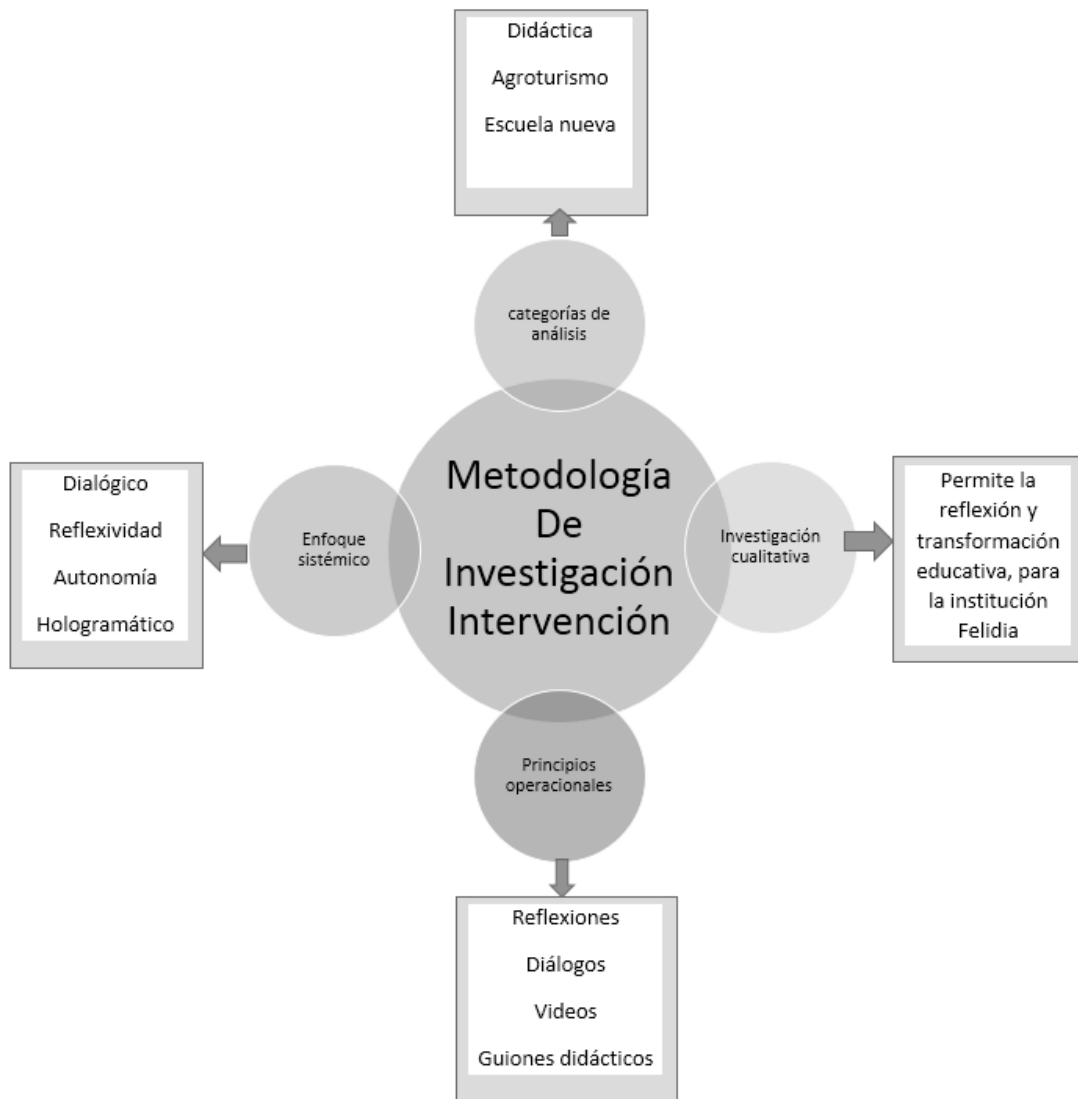 Didáctica
Agroturismo
Escuela nueva
categorías de
análisis
Metodología
De
Investigación
Intervención
Dialógico
Reflexividad
Autonomía
Hologramático
Enfoque
sistémico
Investigación
cualitativa
Permite la
reflexión y
transformación
educativa, para
la institución
Felidia
Principios
operacionales
Reflexiones
Diálogos
Videos
Guiones didácticos